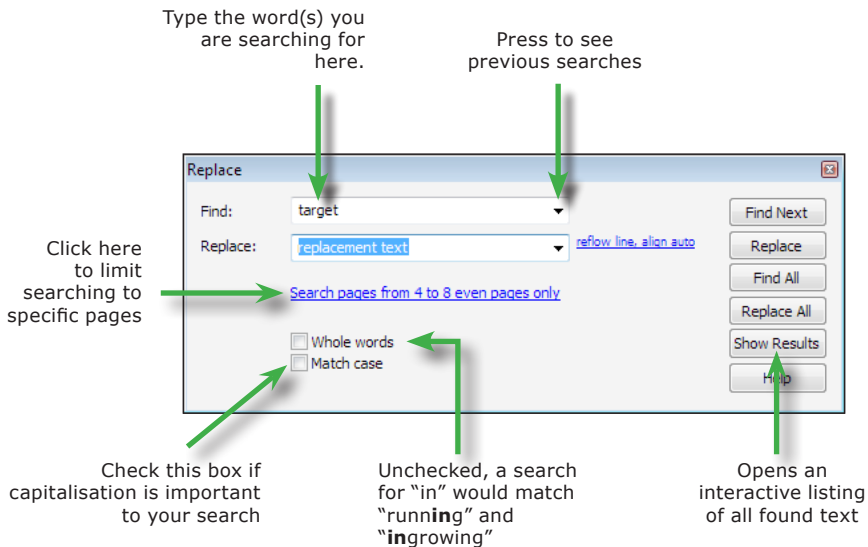 Type the word(s) you
are searching for
here.
Press to see
previous searches
Replace
Find:
target
Find Next
Replace:
replacement text
reflow line, align auto
Replace
Click here
to limit
searching to
specific pages
Search pages from 4 to 8 even pages only
Find All
Replace All
Whole words
Show Results
Match case
Help
Check this box if
capitalisation is important
to your search
Unchecked, a search
for “in” would match
“running” and
“ingrowing”
Opens an
interactive listing
of all found text